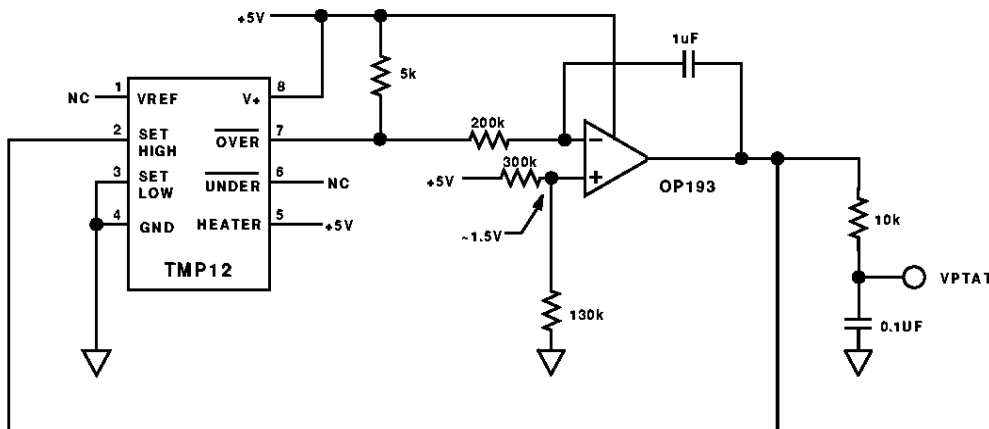 +5V
1uF
5k
NC
1
VREF
V+
8
2
SET
HIGH
OVER
7
200k
3
SET
LOW
UNDER
6
NC
4
GND
HEATER
5
+5V
TMP12
+5V
300k
~1.5V
OP193
130k
10k
VPTAT
0.1UF
−
+